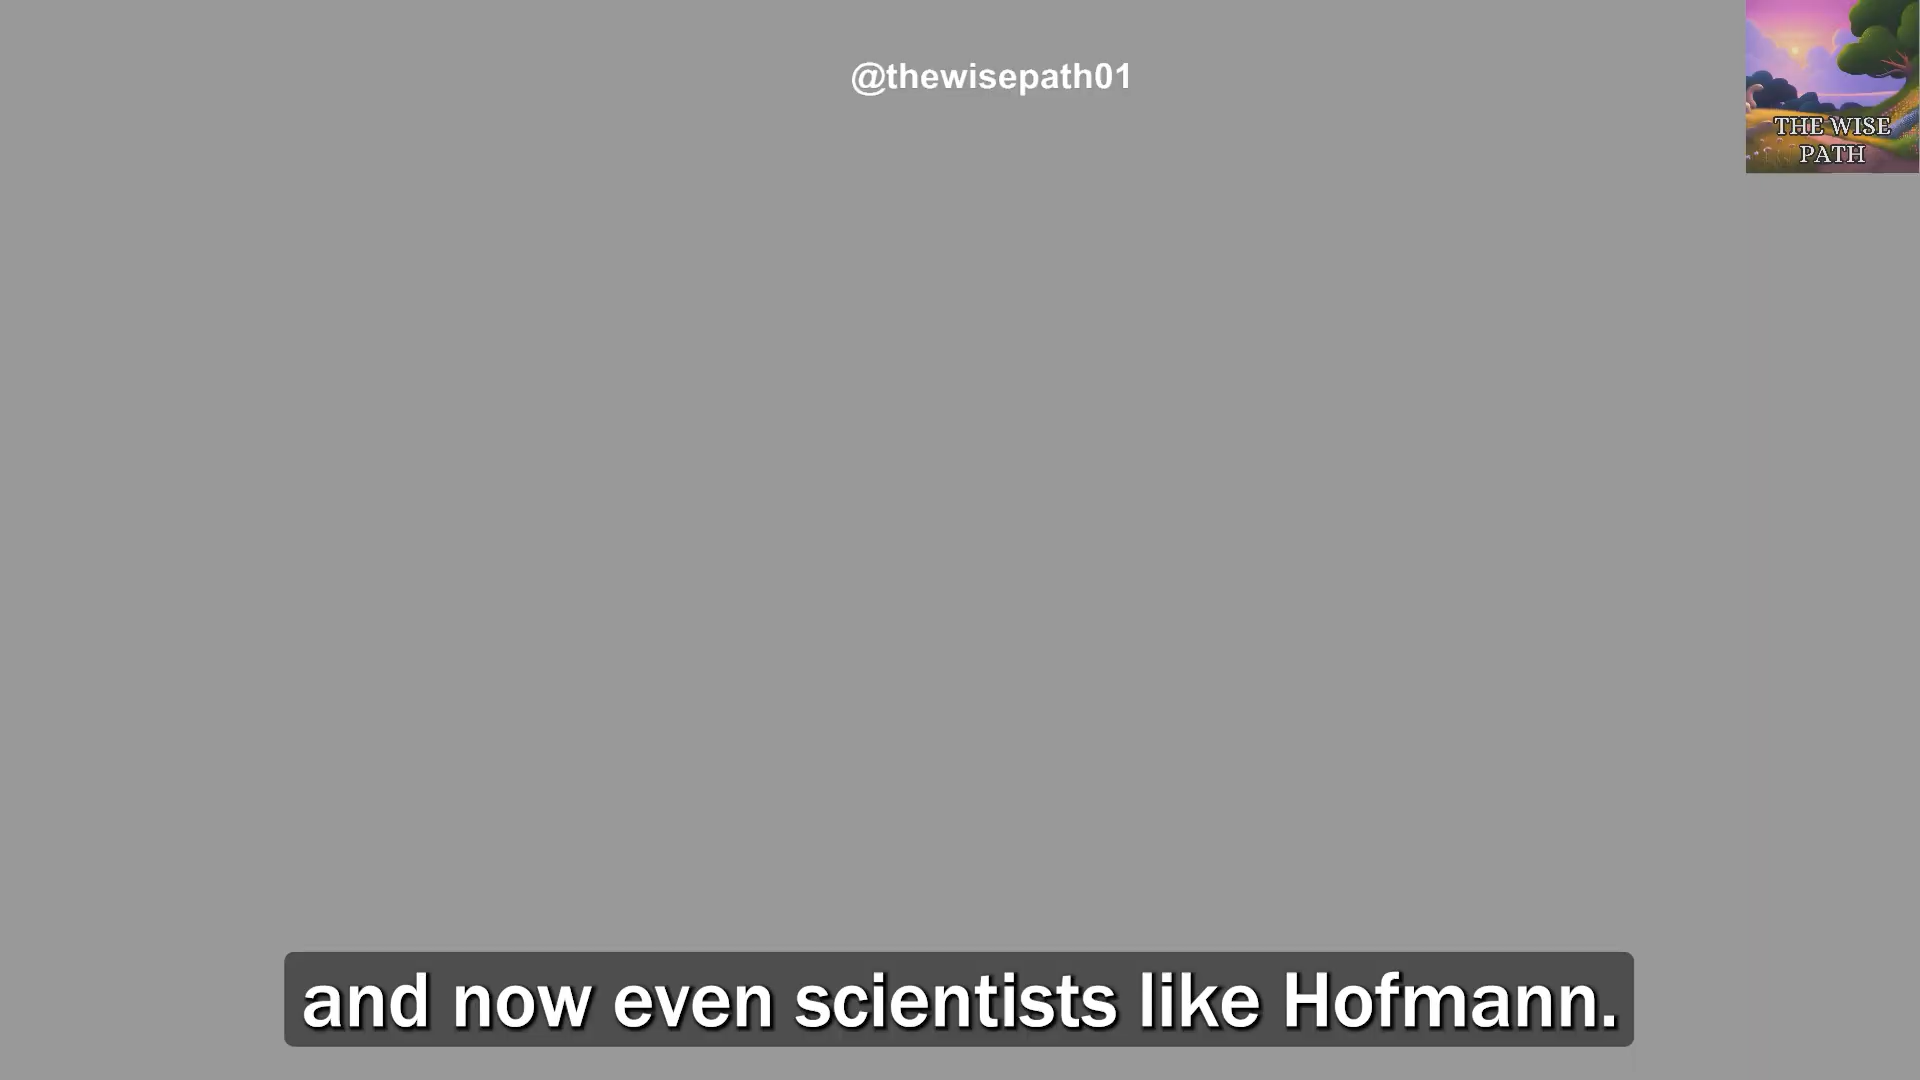 @thewisepath01
THE WISE
PATH
and now even scientists like Hofmann.